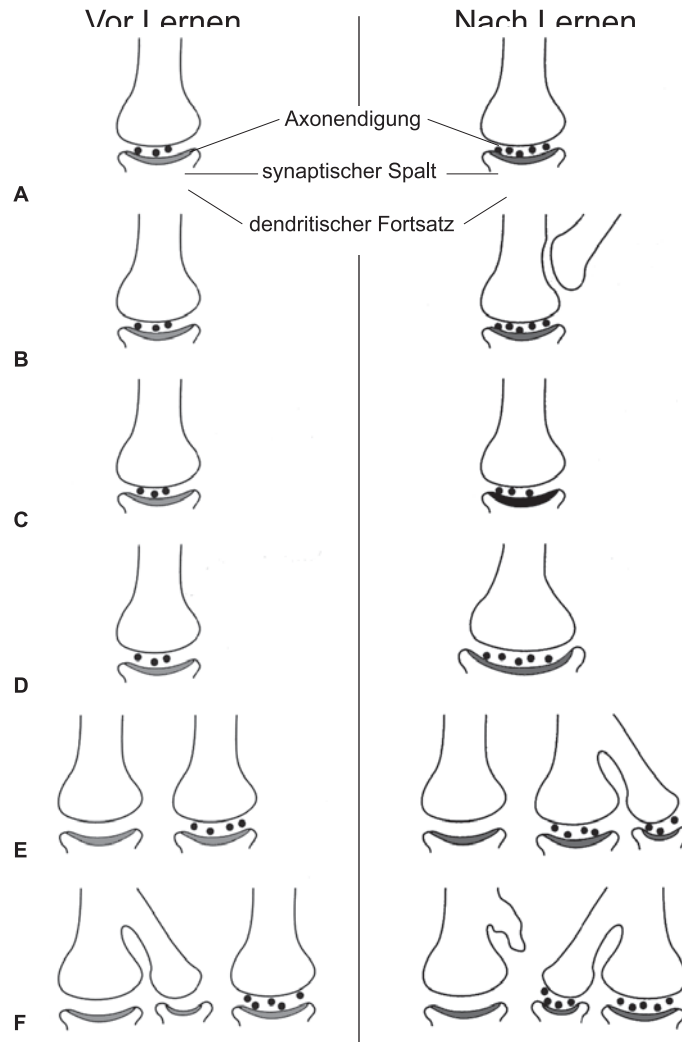 Vor Lernen
Nach Lernen
Axonendigung
synaptischer Spalt
A
dendritischer Fortsatz
B
C
D
E
F